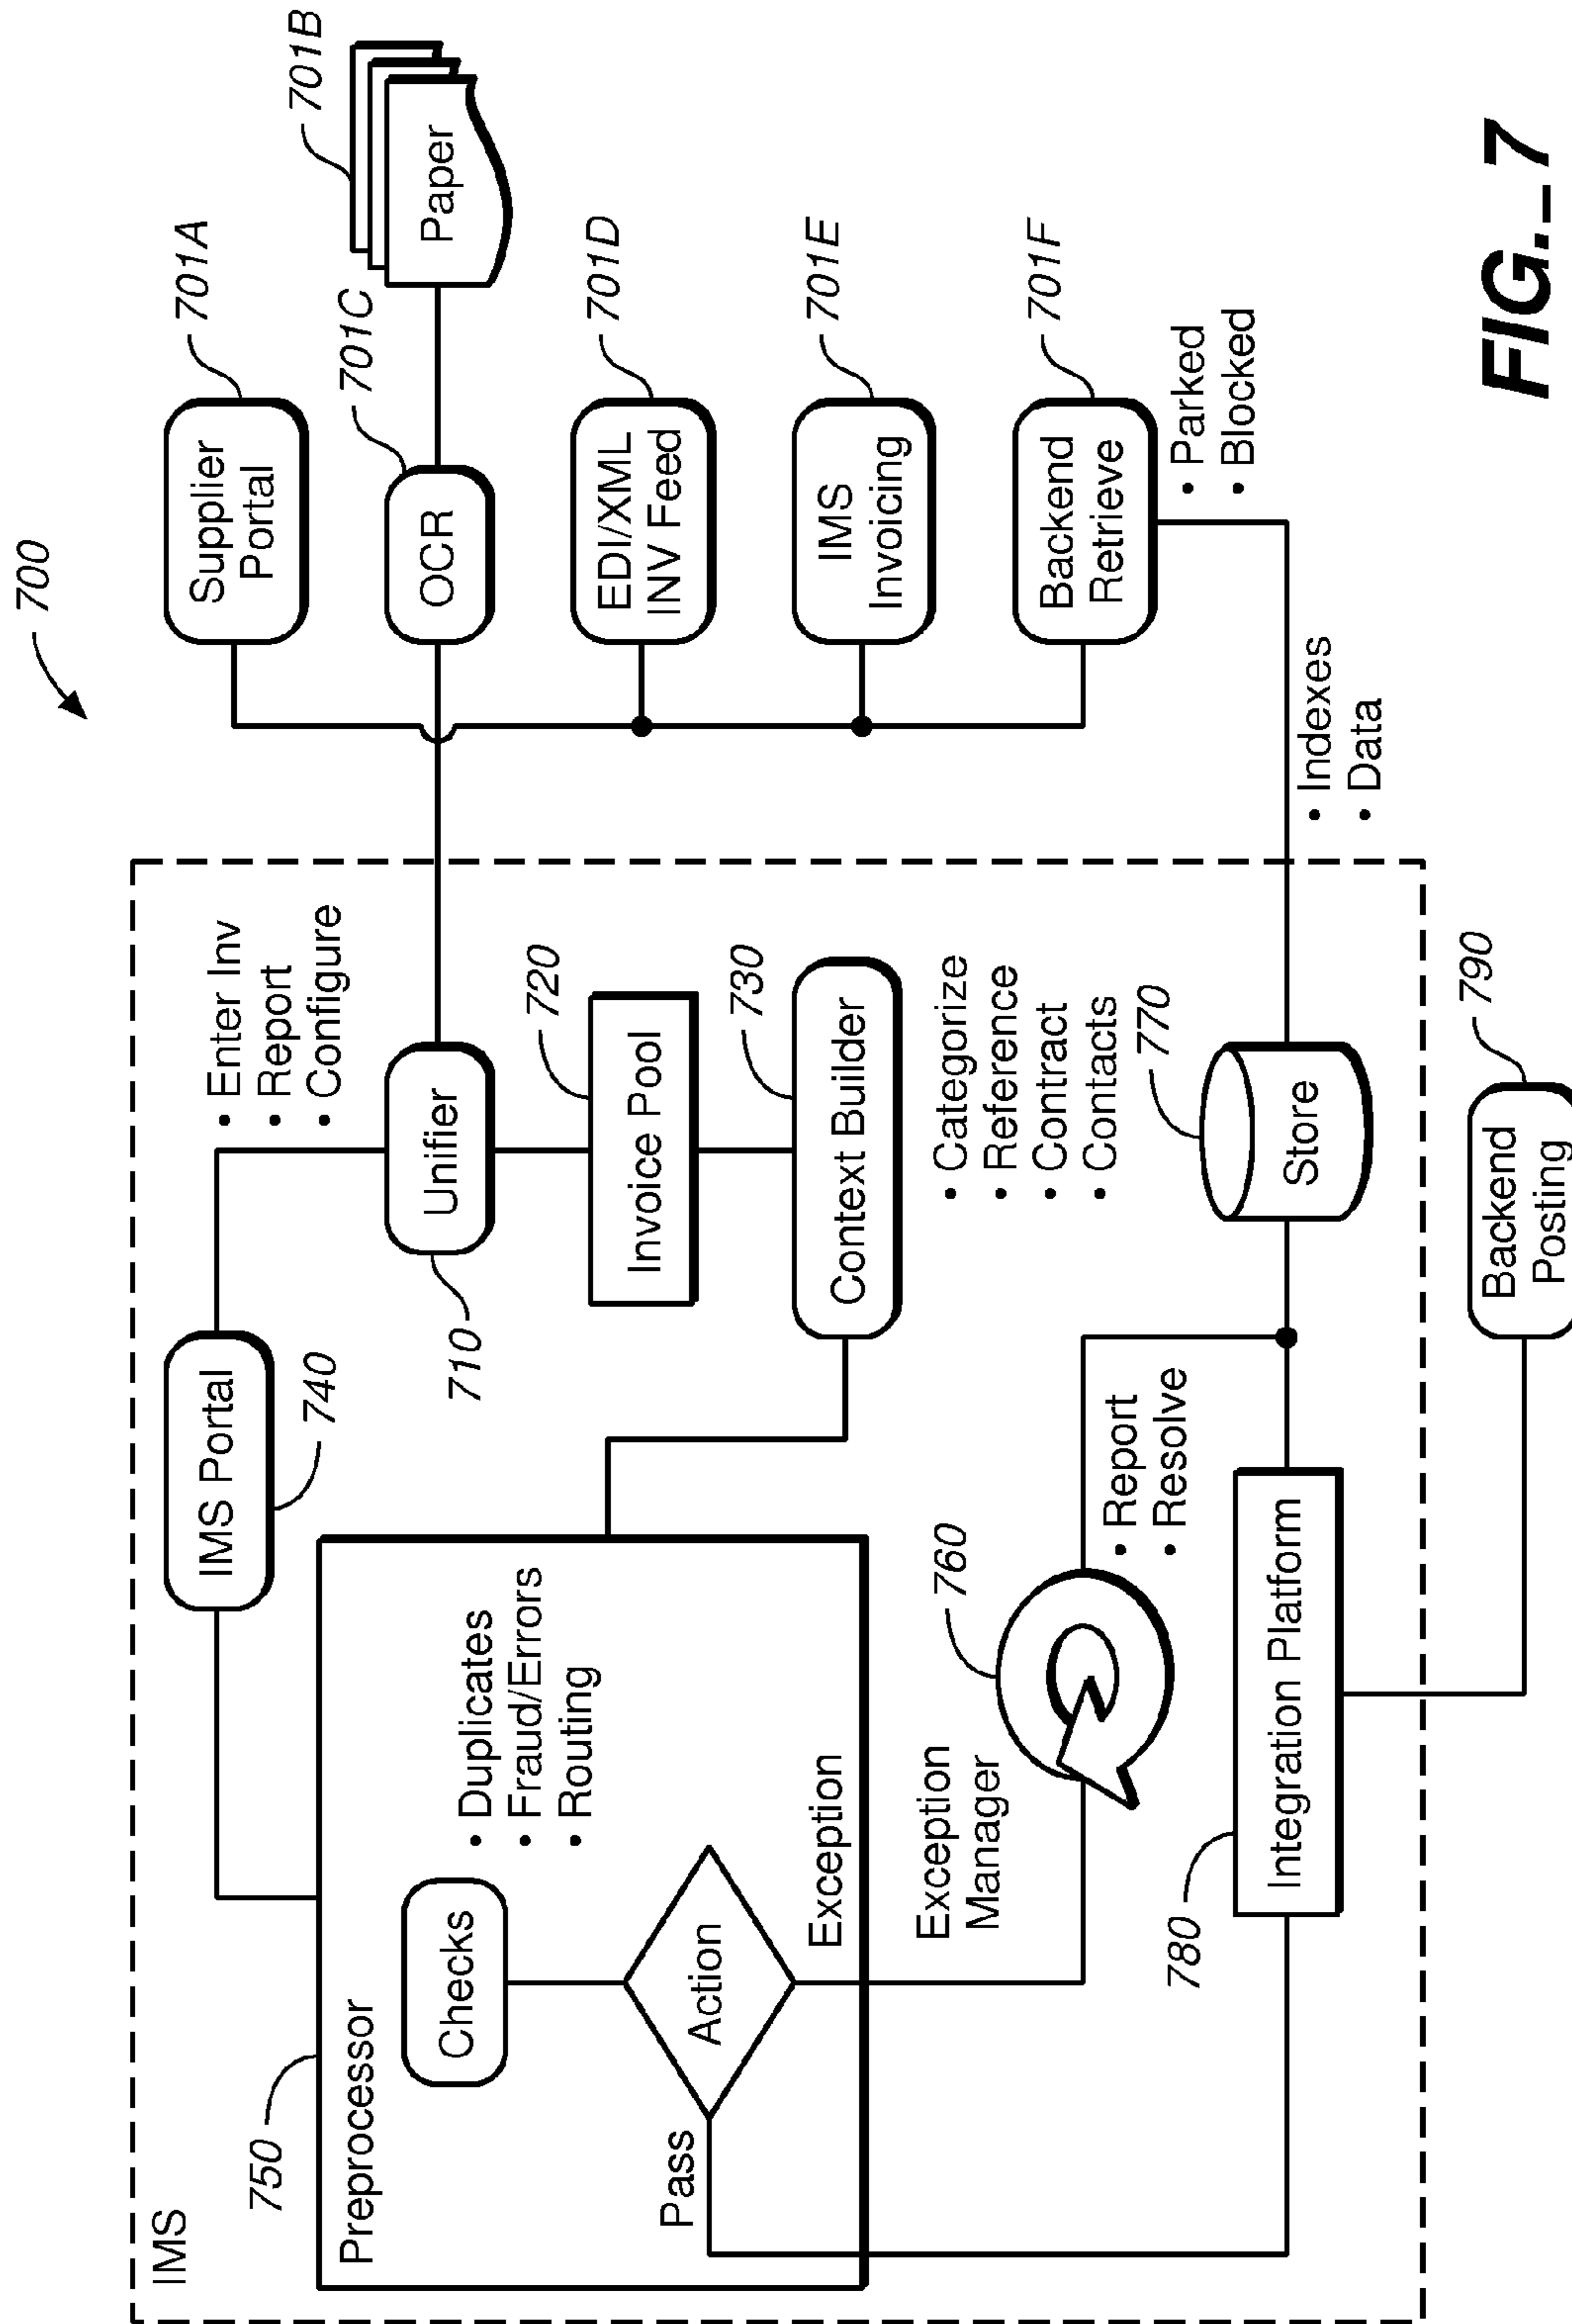 700
IMS
750
Preprocessor
Checks
• Duplicates
• Fraud/Errors
• Routing
Action
Pass
Exception
IMS Portal
740
• Enter Inv
• Report
• Configure
Unifier
710
Invoice Pool
720
Context Builder
730
• Categorize
• Reference
• Contract
• Contacts
Exception
Manager
760
• Report
• Resolve
Store
770
Integration Platform
780
Backend
Posting
790
Supplier
Portal
701A
OCR
701C
Paper
701B
EDI/XML
INV Feed
701D
IMS
Invoicing
701E
Backend
Retrieve
701F
• Parked
• Blocked
• Indexes
• Data
FIG._7